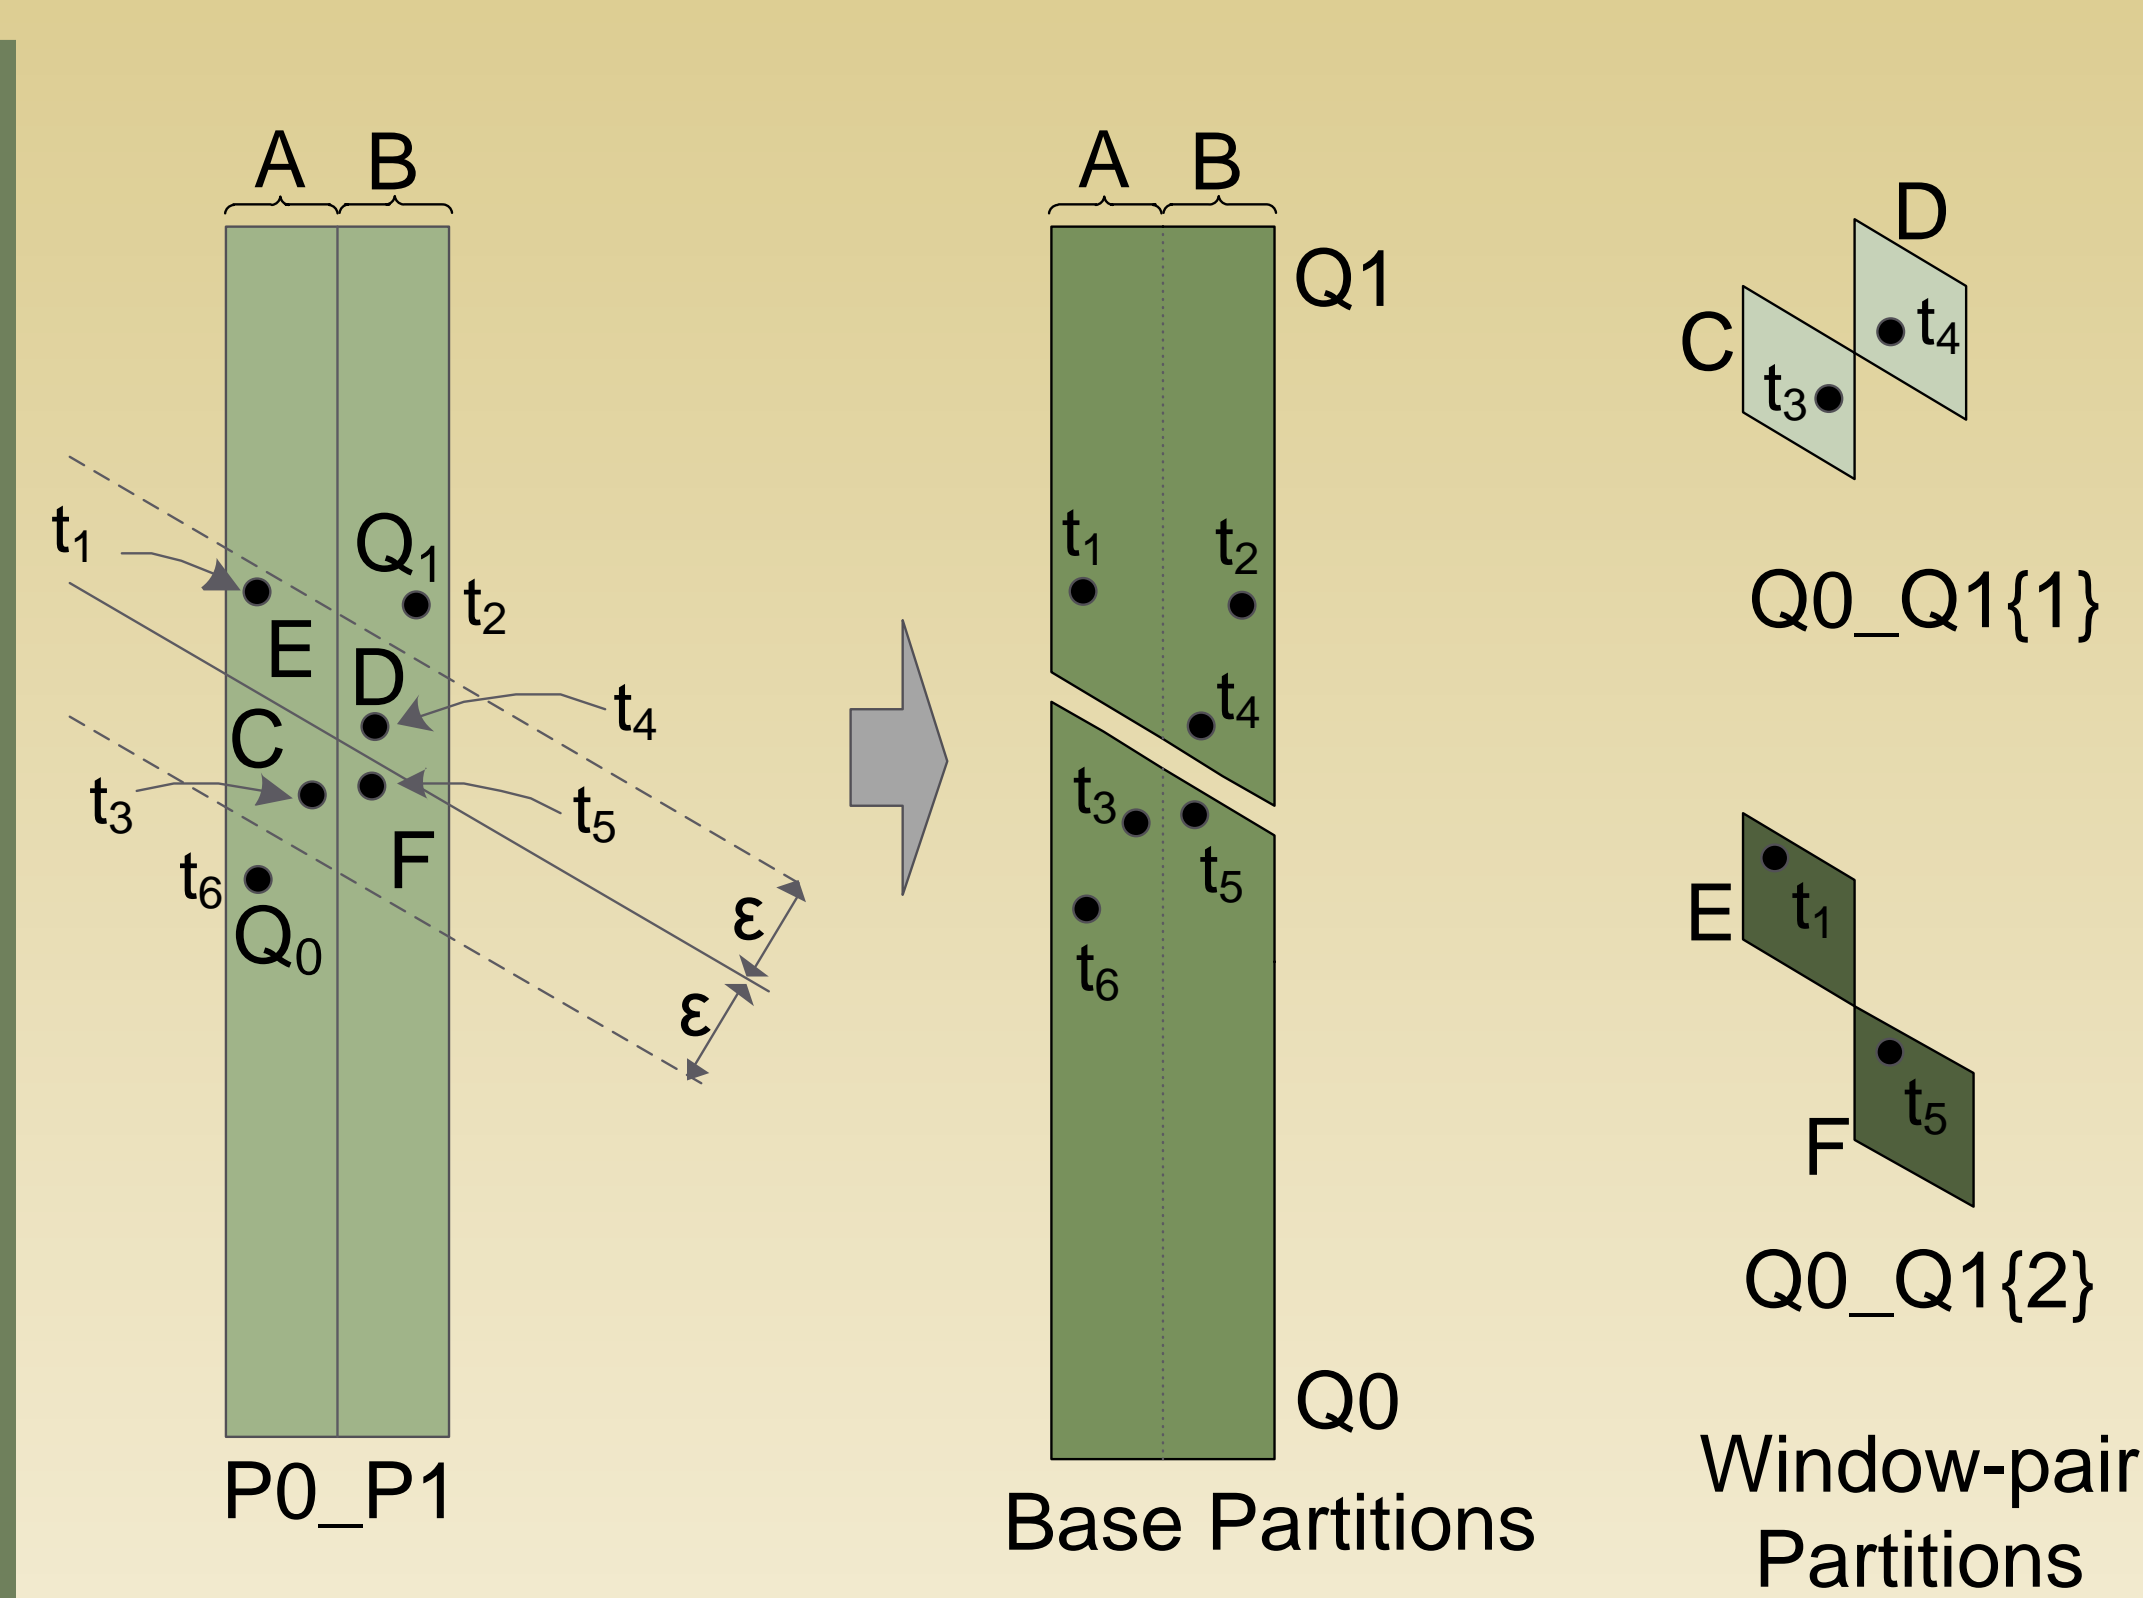 A B
t1
Q1
t2
E
D
t4
C
t3
t5
F
t6
Q0
ε
ε
P0_P1
A B
Q1
t1
t2
t4
t3
t5
t6
Q0
Base Partitions
D
C
t4
t3
Q0_Q1{1}
E
t1
t5
F
Q0_Q1{2}
Window-pair
Partitions